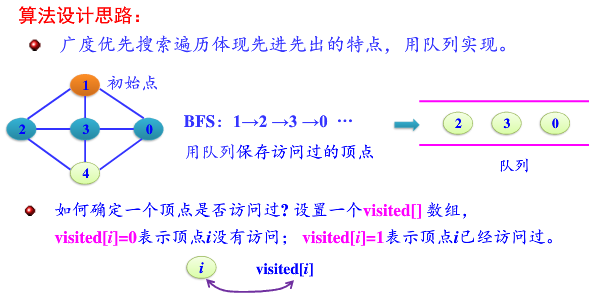 算法设计思路：
广度优先搜索遍历体现先进先出的特点，用队列实现。
1 初始点
2 3 0
4
BFS: 1→2 →3 →0 …
用队列保存访问过的顶点
2 3 0
队列
如何确定一个顶点是否访问过? 设置一个visited[] 数组，
visited[i]=0表示顶点i没有访问； visited[i]=1表示顶点i已经访问过。
i visited[i]